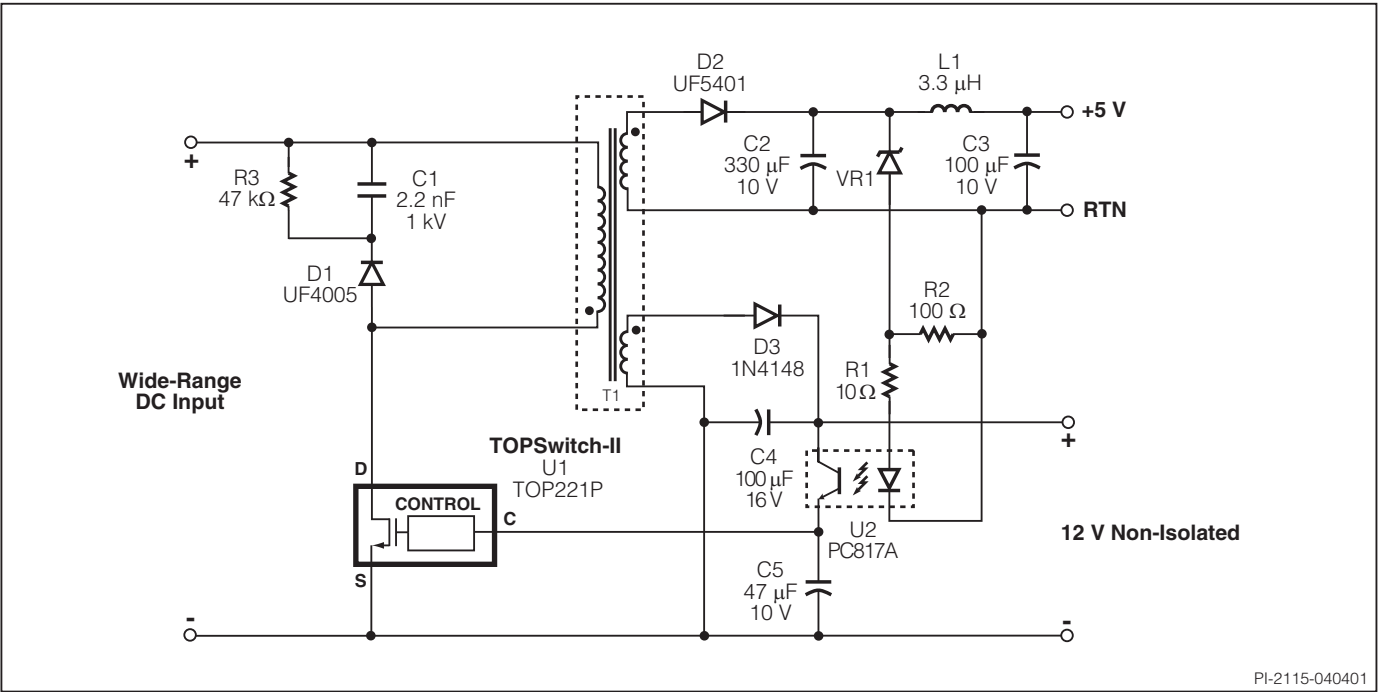 D2
UF5401
L1
3.3 µH
+5 V
+
R3
47 kΩ
C1
2.2 nF
1 kV
C2
330 µF
10 V
VR1
C3
100 µF
10 V
RTN
D1
UF4005
R2
100 Ω
D3
1N4148
R1
10 Ω
Wide-Range
DC Input
T1
+
TOPSwitch-II
U1
TOP221P
C4
100 µF
16 V
D
CONTROL
C
U2
PC817A
12 V Non-Isolated
S
C5
47 µF
10 V
-
-
PI-2115-040401